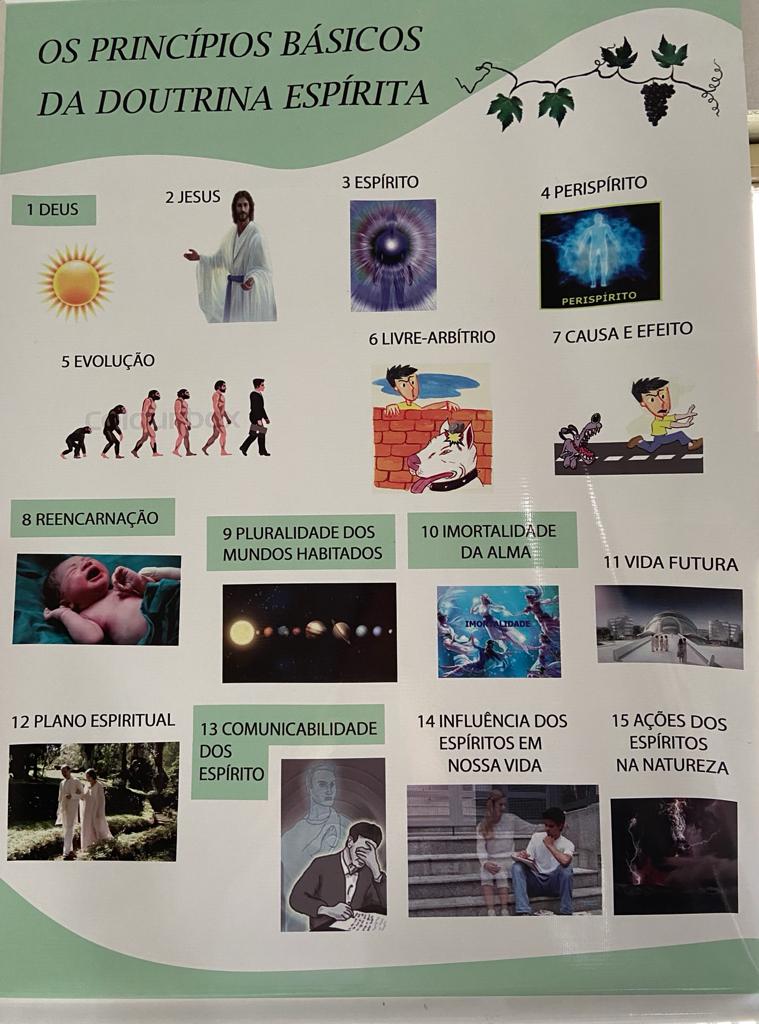 OS PRINCÍPIOS BÁSICOS
DA DOUTRINA ESPÍRITA
1 DEUS
2 JESUS
3 ESPÍRITO
4 PERISPÍRITO
PERISPÍRITO
5 EVOLUÇÃO
6 LIVRE-ARBÍTRIO
7 CAUSA E EFEITO
8 REENCARNAÇÃO
9 PLURALIDADE DOS
MUNDOS HABITADOS
10 IMORTALIDADE
DA ALMA
IMORTALIDADE
11 VIDA FUTURA
12 PLANO ESPIRITUAL
13 COMUNICABILIDADE
DOS
ESPÍRITO
14 INFLUÊNCIA DOS
ESPÍRITOS EM
NOSSA VIDA
15 AÇÕES DOS
ESPÍRITOS
NA NATUREZA